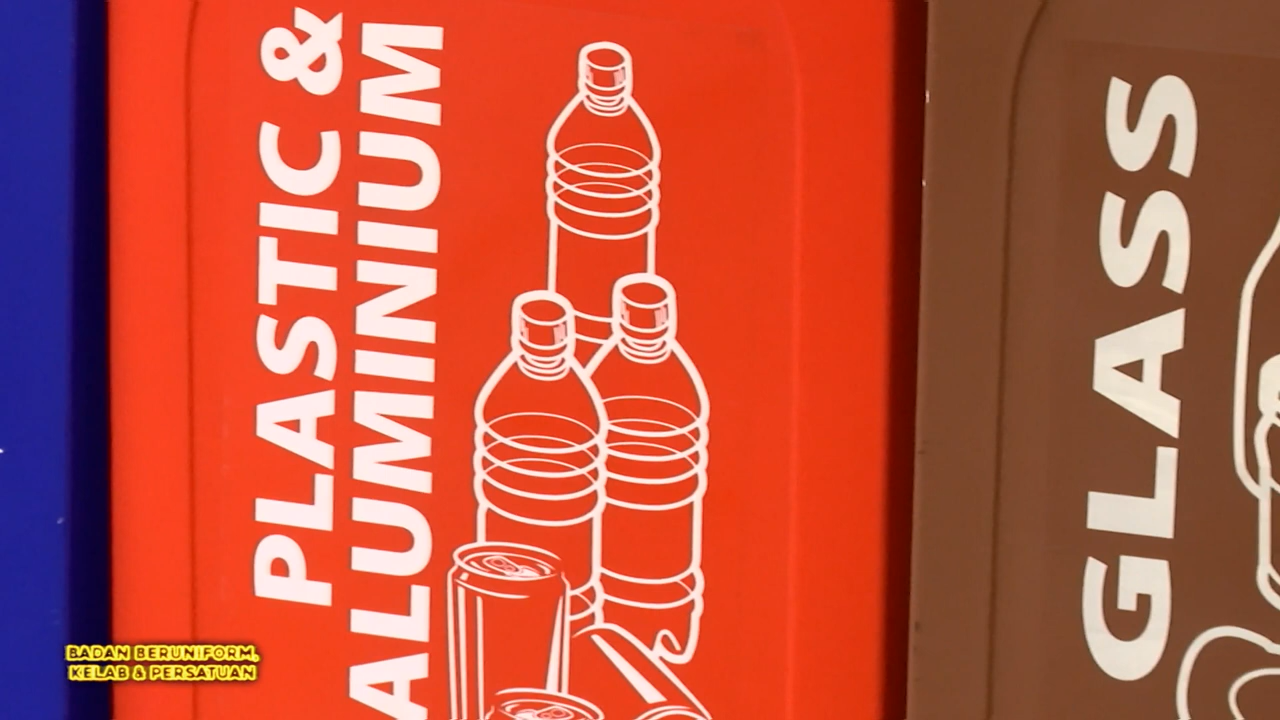 PLASTIC &
ALUMINIUM
GLASS
BADAN BERUNIFORM,
KELAB & PERSATUAN